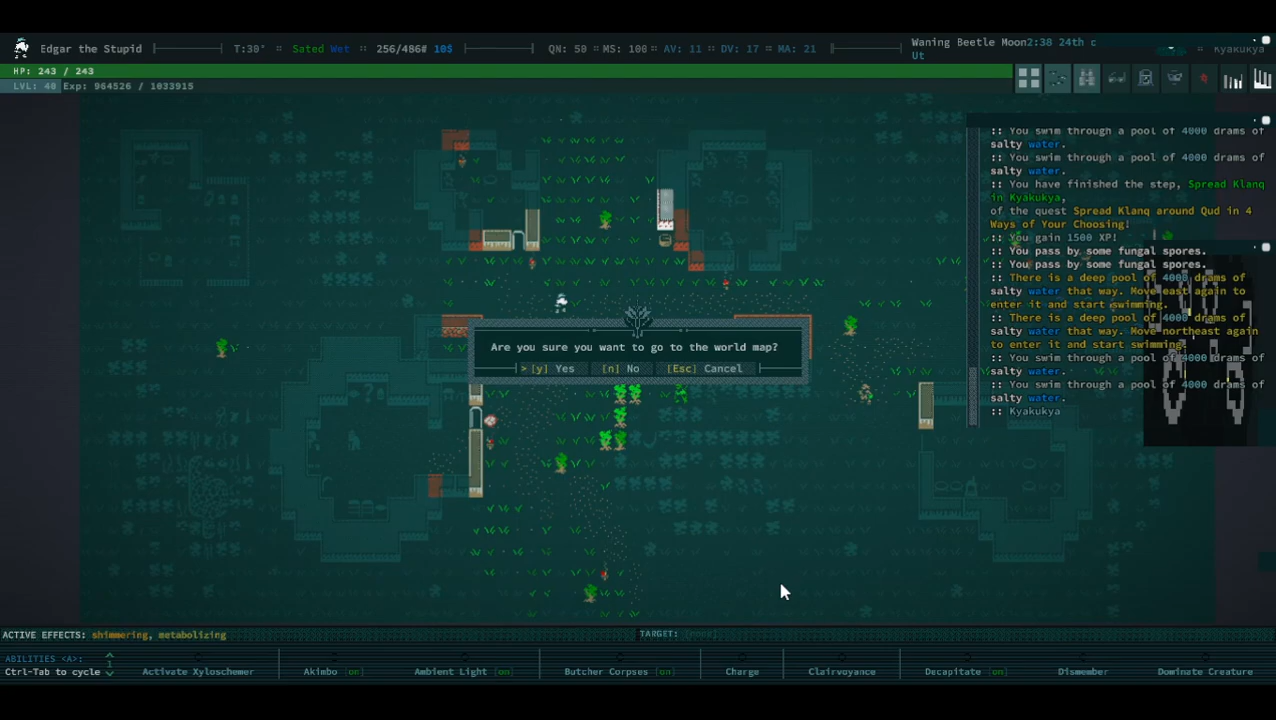 Edgar the Stupid
T:30° :: Sated Wet :: 256/486# 10$
QN: 50 :: MS: 100 :: AV: 11 :: DV: 17 :: MA: 21
Waning Beetle Moon 2:38 24th c
Ut
Kyakukya
HP: 243 / 243
LVL: 40 Exp: 964526 / 1033915
:: You swim through a pool of 4000 drams of
salty water.
:: You swim through a pool of 4000 drams of
salty water.
:: You have finished the step, Spread Klanq
in Kyakukya,
of the quest Spread Klanq around Qud in 4
Ways of Your Choosing!
:: You gain 1500 XP!
:: You pass by some fungal spores.
:: You pass by some fungal spores.
:: There is a deep pool of 4000 drams of
salty water that way. Move east again to
enter it and start swimming.
:: There is a deep pool of 4000 drams of
salty water that way. Move northeast again
to enter it and start swimming.
:: You swim through a pool of 4000 drams of
salty water.
:: You swim through a pool of 4000 drams of
salty water.
:: Kyakukya
Are you sure you want to go to the world map?
> [y] Yes [n] No [Esc] Cancel
ACTIVE EFFECTS: shimmering, metabolizing
TARGET: [none]
ABILITIES <A>:
Ctrl-Tab to cycle
1
Activate Xyloschemer
Akimbo [on]
Ambient Light [on]
Butcher Corpses [on]
Charge
Clairvoyance
Decapitate [on]
Dismember
Dominate Creature